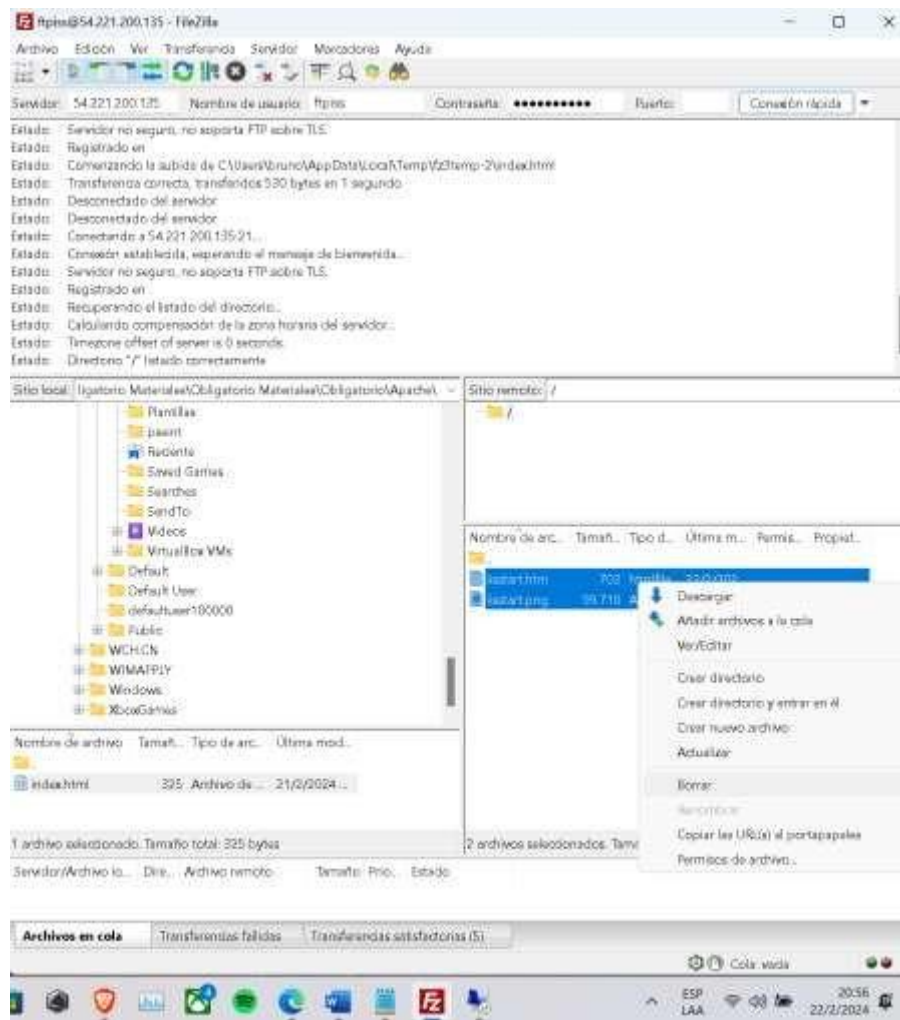 ftpiis@54.221.200.135 - FileZilla
Archivo Edición Ver Transferencia Servidor Marcadores Ayuda
Servidor: 54.221.200.135 Nombre de usuario: ftpiis Contraseña: ●●●●●●●●●● Puerto: Conexión rápida
Estado: Servidor no seguro, no soporta FTP sobre TLS.
Estado: Registrado en
Estado: Comenzando la subida de C:\Users\bruno\AppData\Local\Temp\fz3temp-2\index.html
Estado: Transferencia correcta, transferidos 530 bytes en 1 segundo
Estado: Desconectado del servidor
Estado: Conectando a 54.221.200.135:21...
Estado: Conexión establecida, esperando el mensaje de bienvenida...
Estado: Servidor no seguro, no soporta FTP sobre TLS.
Estado: Registrado en
Estado: Recuperando el listado del directorio...
Estado: Calculando compensación de la zona horaria del servidor...
Estado: Timezone offset of server is 0 seconds.
Estado: Directorio "/" listado correctamente
Sitio local: ligatorio Materiales\Obligatorio Materiales\Obligatorio\Apache\
Sitio remoto: /
Plantillas
Reciente
Saved Games
Searches
SendTo
Videos
VirtualBox VMs
Default
Default User
defaultuser100000
Public
WCH.CN
WIMAPPLY
Windows
XboxGames
/
Nombre de archivo Tamañ... Tipo de arc... Última mod...
..
index.html 325 Archivo de ... 21/2/2024 ...
1 archivo seleccionado. Tamaño total: 325 bytes
Nombre de arc... Tamañ... Tipo d... Última m... Permis... Propiet...
..
iisstart.htm 703
iisstart.png 99.710
2 archivos seleccionados.
Descargar
Añadir archivos a la cola
Ver/Editar
Crear directorio
Crear directorio y entrar en él
Crear nuevo archivo
Actualizar
Borrar
Renombrar
Copiar las URL(s) al portapapeles
Permisos de archivo...
Servidor/Archivo lo... Dire... Archivo remoto Tamaño Prio... Estado
Archivos en cola Transferencias fallidas Transferencias satisfactorias (5)
Cola: vacía
ESP
LAA
20:56
22/2/2024